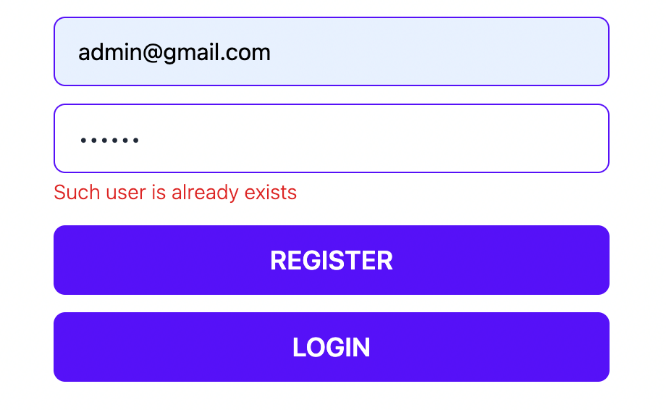 admin@gmail.com
••••••
Such user is already exists
REGISTER
LOGIN